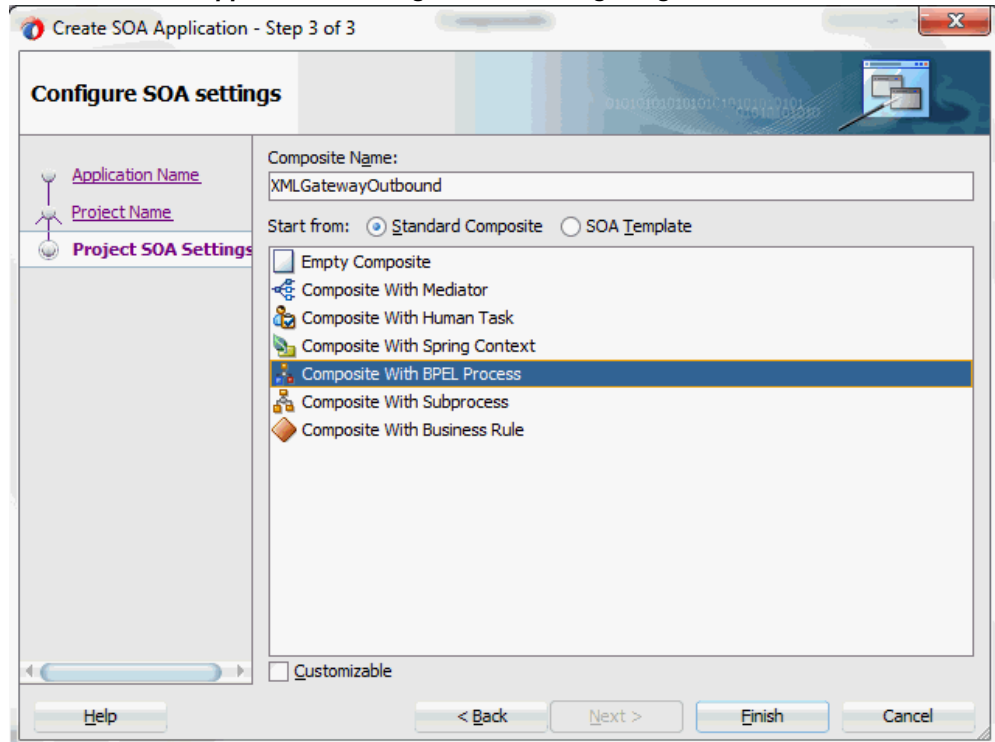 Create SOA Application - Step 3 of 3
Configure SOA settings
Application Name
Project Name
Project SOA Settings
Composite Name:
XMLGatewayOutbound
Start from: Standard Composite SOA Template
Empty Composite
Composite With Mediator
Composite With Human Task
Composite With Spring Context
Composite With BPEL Process
Composite With Subprocess
Composite With Business Rule
Customizable
Help < Back Next > Finish Cancel